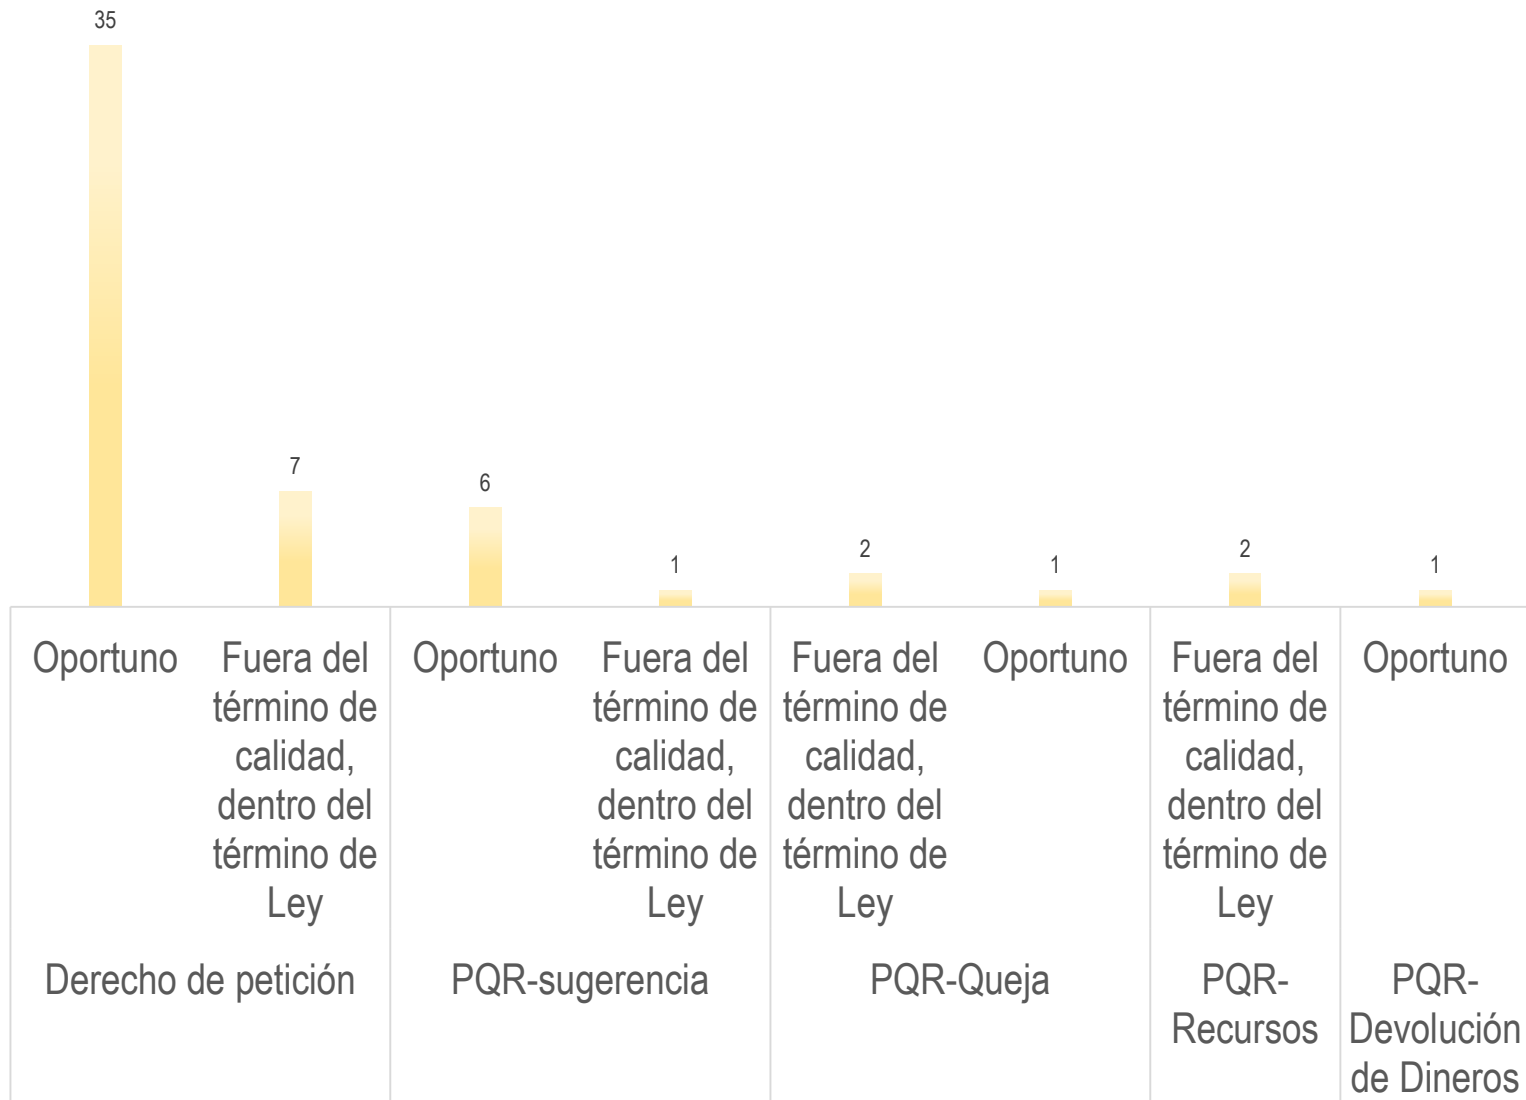 35
7
6
1
2
1
2
1
Oportuno
Fuera del
término de
calidad,
dentro del
término de
Ley
Oportuno
Fuera del
término de
calidad,
dentro del
término de
Ley
Fuera del
término de
calidad,
dentro del
término de
Ley
Oportuno
Fuera del
término de
calidad,
dentro del
término de
Ley
Oportuno
Derecho de petición
PQR-sugerencia
PQR-Queja
PQR-
Recursos
PQR-
Devolución
de Dineros